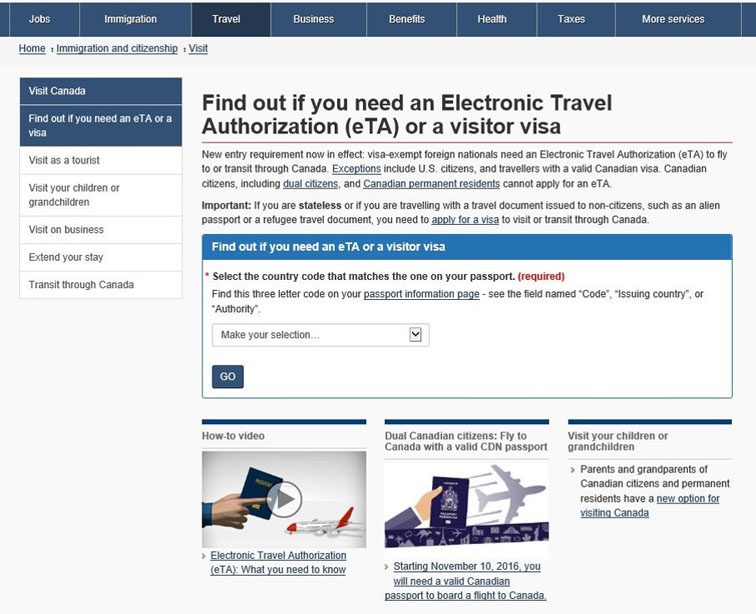 Jobs Immigration Travel Business Benefits Health Taxes More services
Home Immigration and citizenship Visit
Visit Canada
Find out if you need an eTA or a
visa
Visit as a tourist
Visit your children or
grandchildren
Visit on business
Extend your stay
Transit through Canada
Find out if you need an Electronic Travel
Authorization (eTA) or a visitor visa
New entry requirement now in effect: visa-exempt foreign nationals need an Electronic Travel Authorization (eTA) to fly
to or transit through Canada. Exceptions include U.S. citizens, and travellers with a valid Canadian visa. Canadian
citizens, including dual citizens, and Canadian permanent residents cannot apply for an eTA.
Important: If you are stateless or if you are travelling with a travel document issued to non-citizens, such as an alien
passport or a refugee travel document, you need to apply for a visa to visit or transit through Canada.
Find out if you need an eTA or a visitor visa
* Select the country code that matches the one on your passport. (required)
Find this three letter code on your passport information page - see the field named “Code”, “Issuing country”, or
“Authority”.
Make your selection...
GO
How-to video
PASSPORT
Electronic Travel Authorization
(eTA): What you need to know
Dual Canadian citizens: Fly to
Canada with a valid CDN passport
Starting November 10, 2016, you
will need a valid Canadian
passport to board a flight to Canada.
Visit your children or
grandchildren
Parents and grandparents of
Canadian citizens and permanent
residents have a new option for
visiting Canada